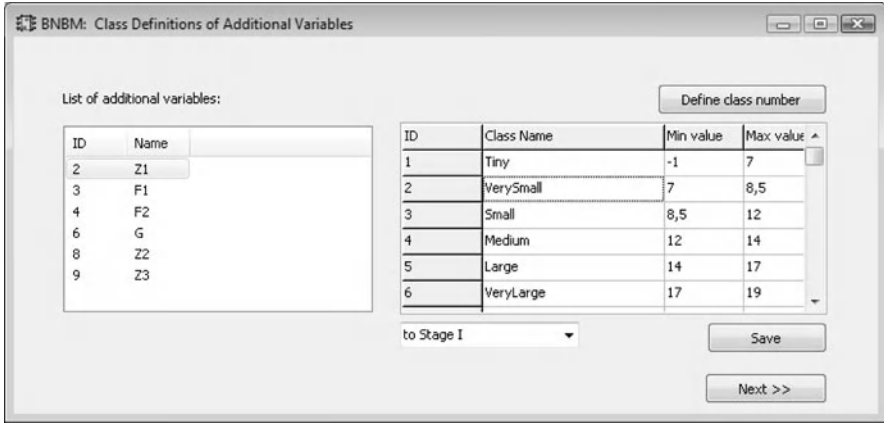 BNBM: Class Definitions of Additional Variables
List of additional variables:
Define class number
ID Name
2 Z1
3 F1
4 F2
6 G
8 Z2
9 Z3
ID Class Name Min value Max value
1 Tiny -1 7
2 VerySmall 7 8,5
3 Small 8,5 12
4 Medium 12 14
5 Large 14 17
6 VeryLarge 17 19
to Stage I
Save
Next >>